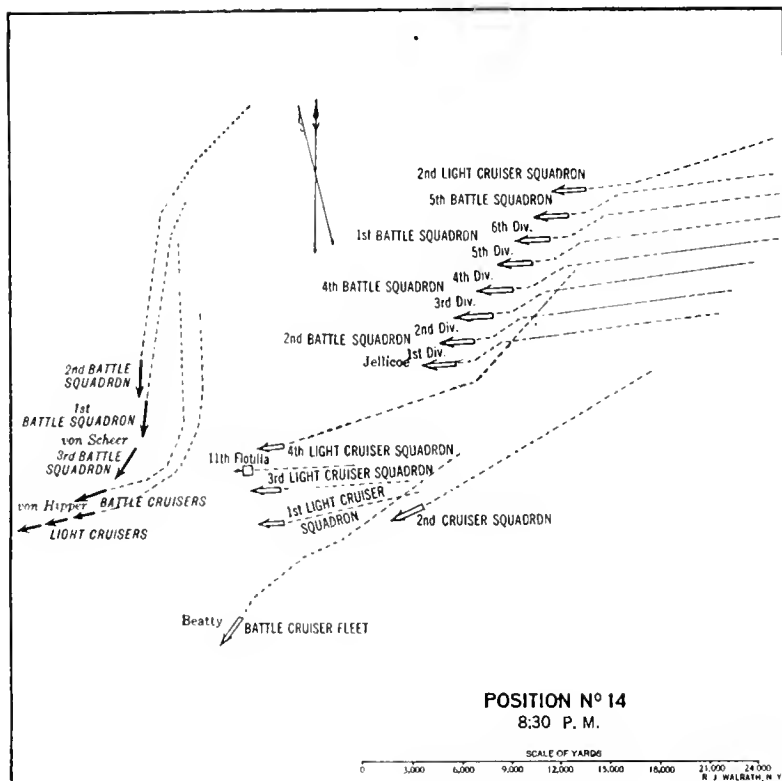 2nd LIGHT CRUISER SQUADRON
5th BATTLE SQUADRON
6th Div.
1st BATTLE SQUADRON
5th Div.
4th Div.
4th BATTLE SQUADRON
3rd Div.
2nd Div.
2nd BATTLE SQUADRON
1st Div.
Jellicoe
2nd BATTLE
SQUADRON
1st
BATTLE SQUADRON
von Scheer
3rd BATTLE
SQUADRON
von Hipper
BATTLE CRUISERS
LIGHT CRUISERS
4th LIGHT CRUISER SQUADRON
11th Flotilla
3rd LIGHT CRUISER SQUADRON
1st LIGHT CRUISER
SQUADRON
2nd CRUISER SQUADRON
Beatty
BATTLE CRUISER FLEET
POSITION Nº 14
8:30 P. M.
SCALE OF YARDS
0 3,000 6,000 9,000 12,000 15,000 18,000 21,000 24,000
R. J. WALRATH, N. Y.